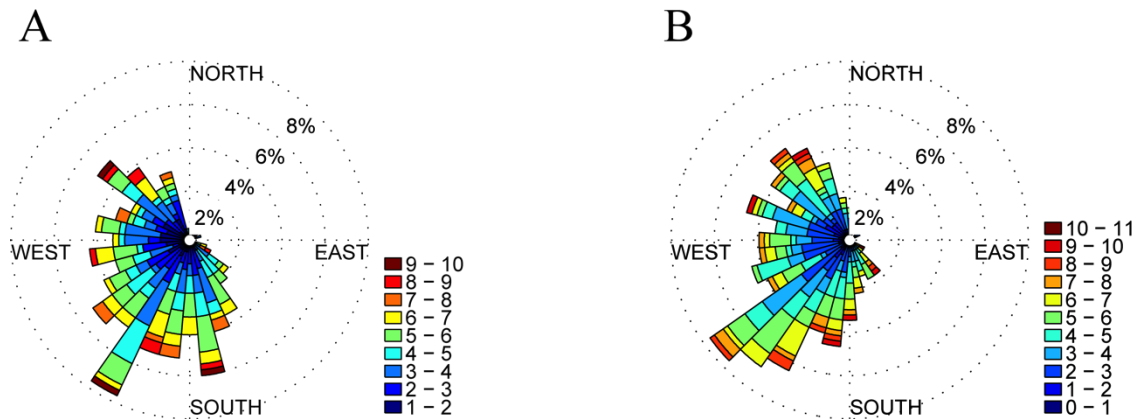 A
NORTH
8%
6%
4%
2%
WEST
EAST
SOUTH
9 - 10
8 - 9
7 - 8
6 - 7
5 - 6
4 - 5
3 - 4
2 - 3
1 - 2
B
NORTH
8%
6%
4%
2%
WEST
EAST
SOUTH
10 - 11
9 - 10
8 - 9
7 - 8
6 - 7
5 - 6
4 - 5
3 - 4
2 - 3
1 - 2
0 - 1